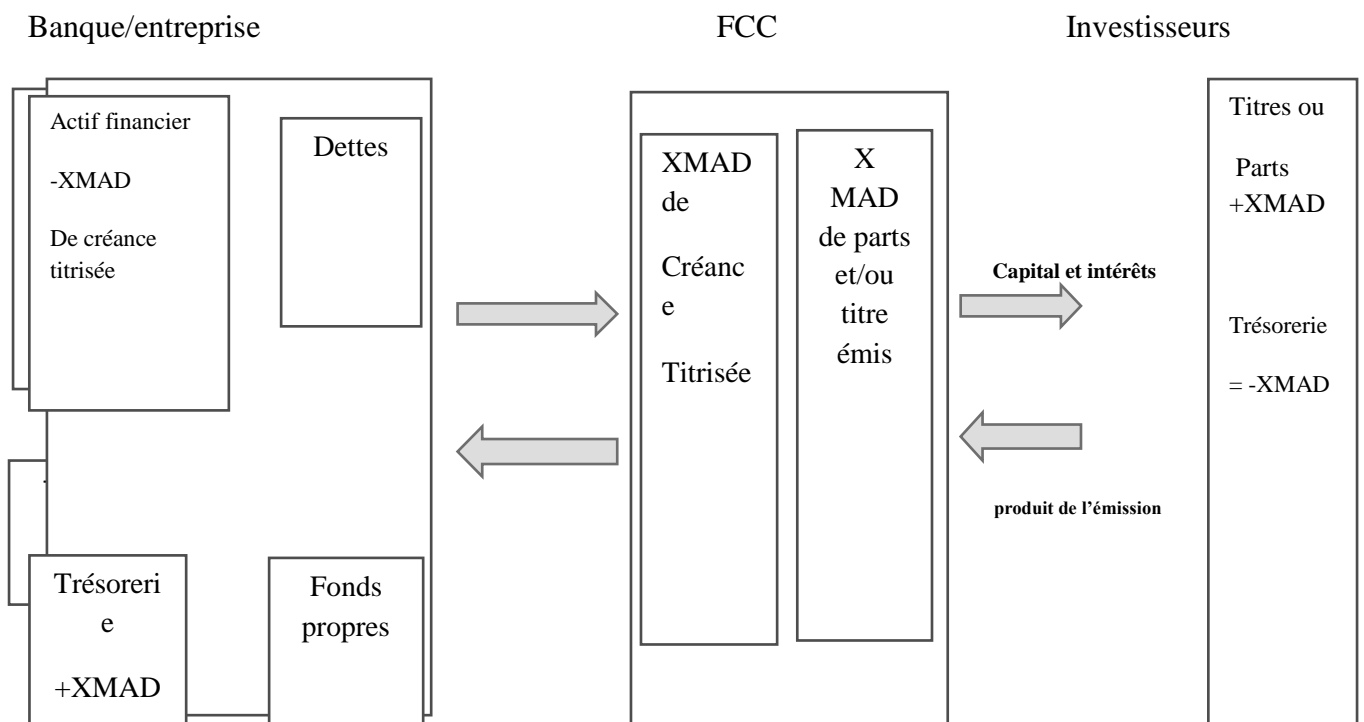 Banque/entreprise
FCC
Investisseurs
Actif financier
-XMAD
De créance
titrisée
Dettes
Trésoreri
e
+XMAD
Fonds
propres
XMAD
de
Créanc
e
Titrisée
X
MAD
de parts
et/ou
titre
émis
Capital et intérêts
produit de l'émission
Titres ou
Parts
+XMAD
Trésorerie
= -XMAD